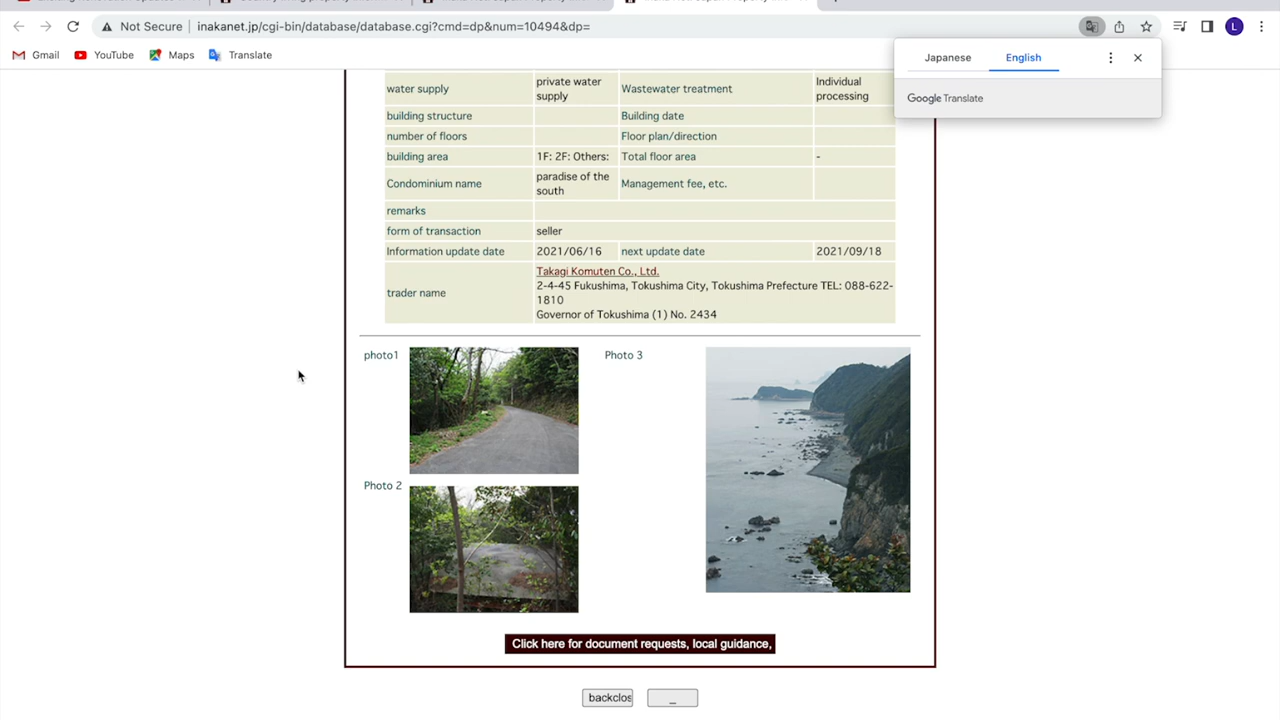 Not Secure
inakanet.jp/cgi-bin/database/database.cgi?cmd=dp&num=10494&dp=
L
Gmail
YouTube
Maps
Translate
Japanese
English
Google Translate
water supply
private water
supply
Wastewater treatment
Individual
processing
building structure
Building date
number of floors
Floor plan/direction
building area
1F: 2F: Others:
Total floor area
-
Condominium name
paradise of the
south
Management fee, etc.
remarks
form of transaction
seller
Information update date
2021/06/16
next update date
2021/09/18
trader name
Takagi Komuten Co., Ltd.
2-4-45 Fukushima, Tokushima City, Tokushima Prefecture TEL: 088-622-
1810
Governor of Tokushima (1) No. 2434
photo1
Photo 3
Photo 2
Click here for document requests, local guidance,
backclos
_